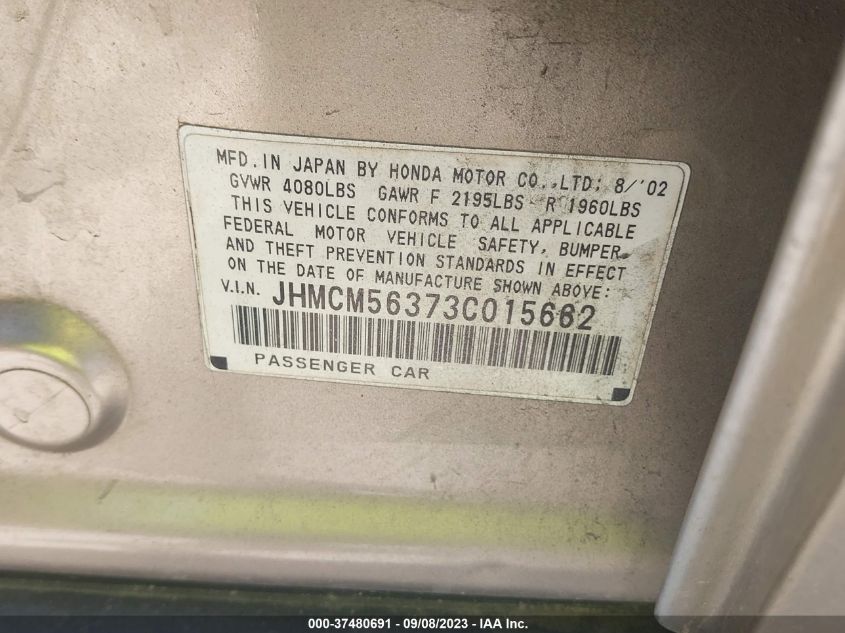 MFD. IN JAPAN BY HONDA MOTOR CO., LTD: 8/'02
GVWR 4080LBS GAWR F 2195LBS R 1960LBS
THIS VEHICLE CONFORMS TO ALL APPLICABLE
FEDERAL MOTOR VEHICLE SAFETY, BUMPER,
AND THEFT PREVENTION STANDARDS IN EFFECT
ON THE DATE OF MANUFACTURE SHOWN ABOVE:
V.I.N. JHMCM56373C015662
PASSENGER CAR
000-37480691 - 09/08/2023 - IAA Inc.